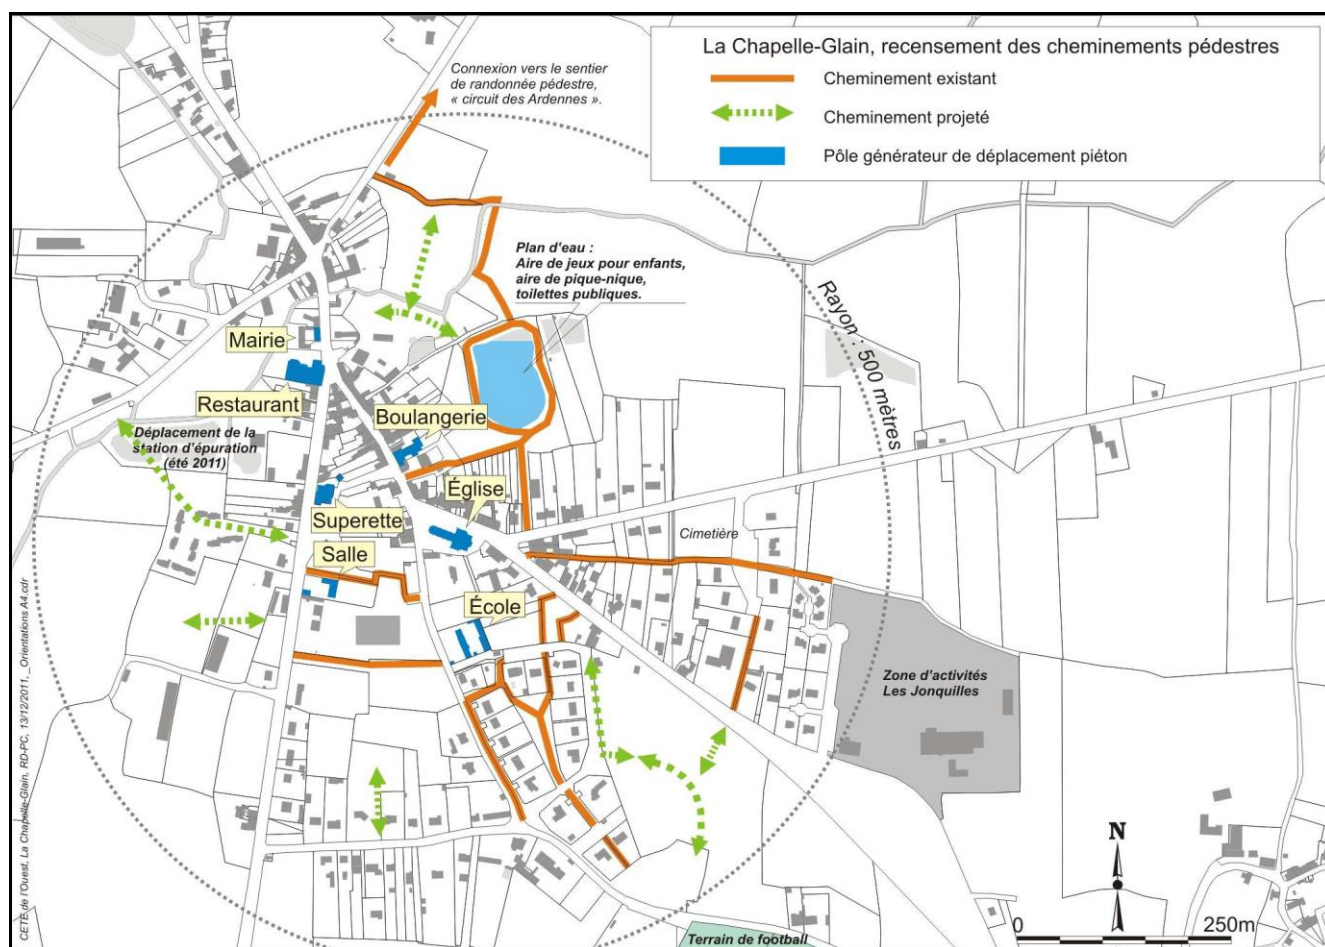 La Chapelle-Glain, recensement des cheminements pédestres
Cheminement existant
Cheminement projeté
Pôle générateur de déplacement piéton
Connexion vers le sentier
de randonnée pédestre,
« circuit des Ardennes ».
Plan d'eau :
Aire de jeux pour enfants,
aire de pique-nique,
toilettes publiques.
Rayon : 500 mètres
Mairie
Restaurant
Boulangerie
Déplacement de la
station d'épuration
(été 2011)
Église
Superette
Salle
Cimetière
École
Zone d'activités
Les Jonquilles
N
0 250m
Terrain de football
CETE de l'Ouest, La Chapelle-Glain, RD-PC, 13/12/2011, _Orientations A4.cdr